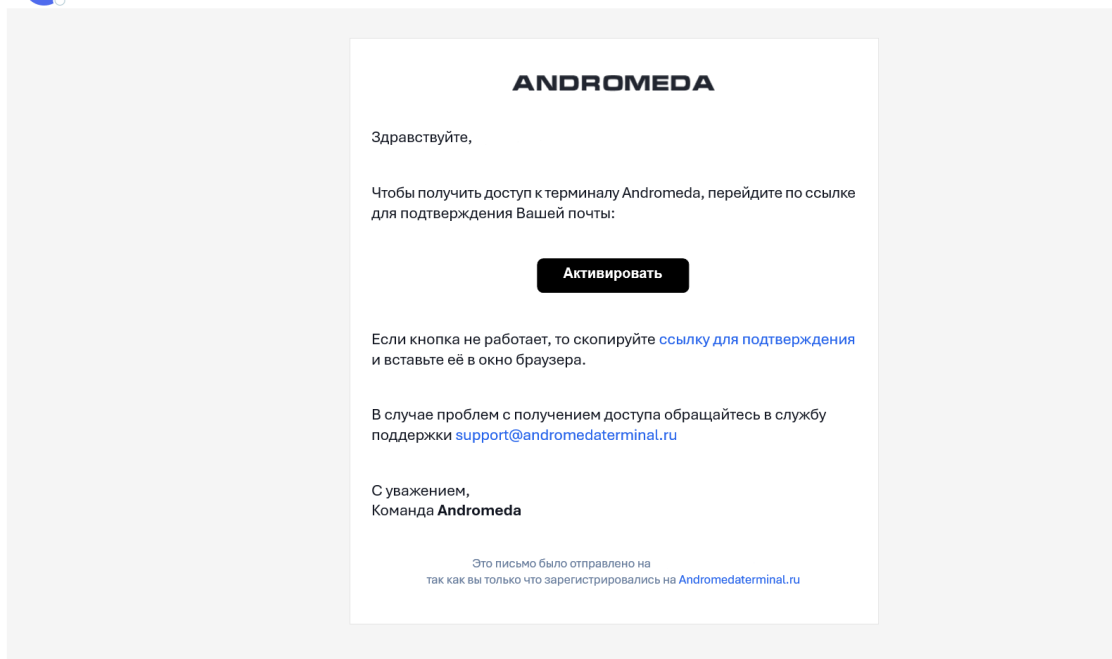 ANDROMEDA
Здравствуйте,
Чтобы получить доступ к терминалу Andromeda, перейдите по ссылке
для подтверждения Вашей почты:
Активировать
Если кнопка не работает, то скопируйте ссылку для подтверждения
и вставьте её в окно браузера.
В случае проблем с получением доступа обращайтесь в службу
поддержки support@andromedaterminal.ru
С уважением,
Команда Andromeda
Это письмо было отправлено на
так как вы только что зарегистрировались на Andromedaterminal.ru